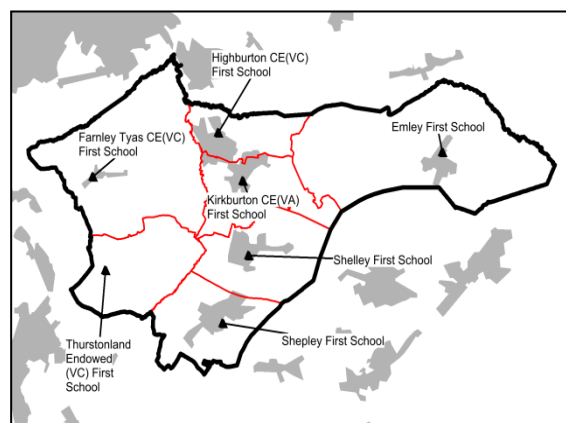 Highburton CE(VC)
First School
Emley First School
Farnley Tyas CE(VC)
First School
Kirkburton CE(VA)
First School
Shelley First School
Shepley First School
Thurstonland
Endowed
(VC) First
School